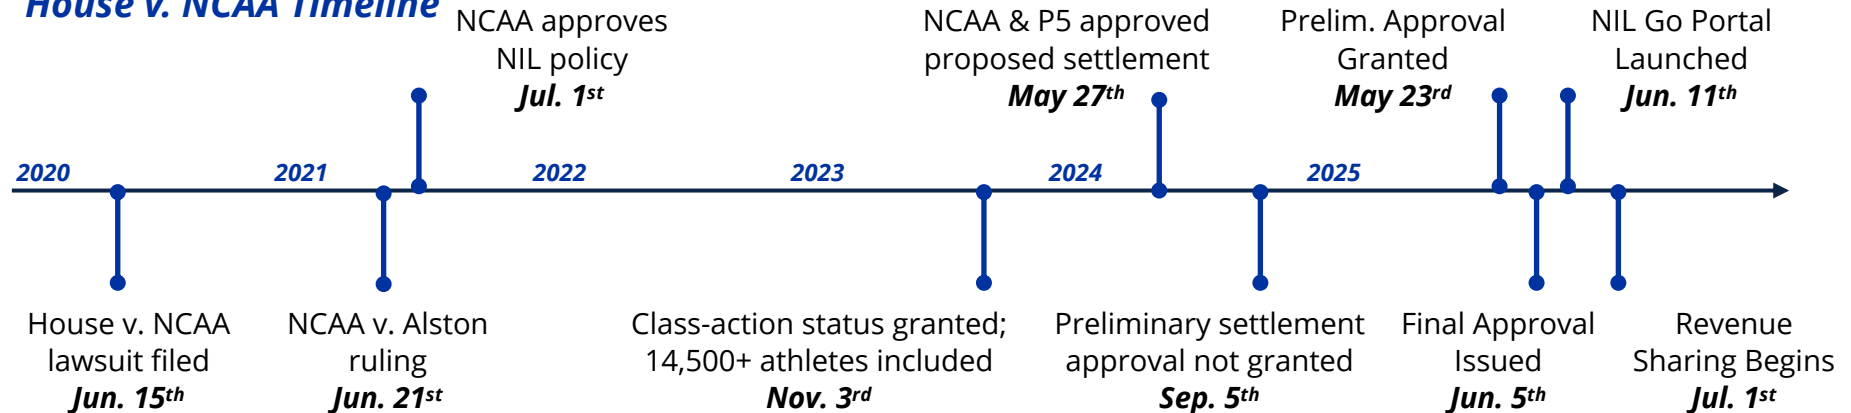 House v. NCAA Timeline
NCAA approves
NIL policy
Jul. 1st
NCAA & P5 approved
proposed settlement
May 27th
Prelim. Approval
Granted
May 23rd
NIL Go Portal
Launched
Jun. 11th
2020
2021
2022
2023
2024
2025
House v. NCAA
lawsuit filed
Jun. 15th
NCAA v. Alston
ruling
Jun. 21st
Class-action status granted;
14,500+ athletes included
Nov. 3rd
Preliminary settlement
approval not granted
Sep. 5th
Final Approval
Issued
Jun. 5th
Revenue
Sharing Begins
Jul. 1st